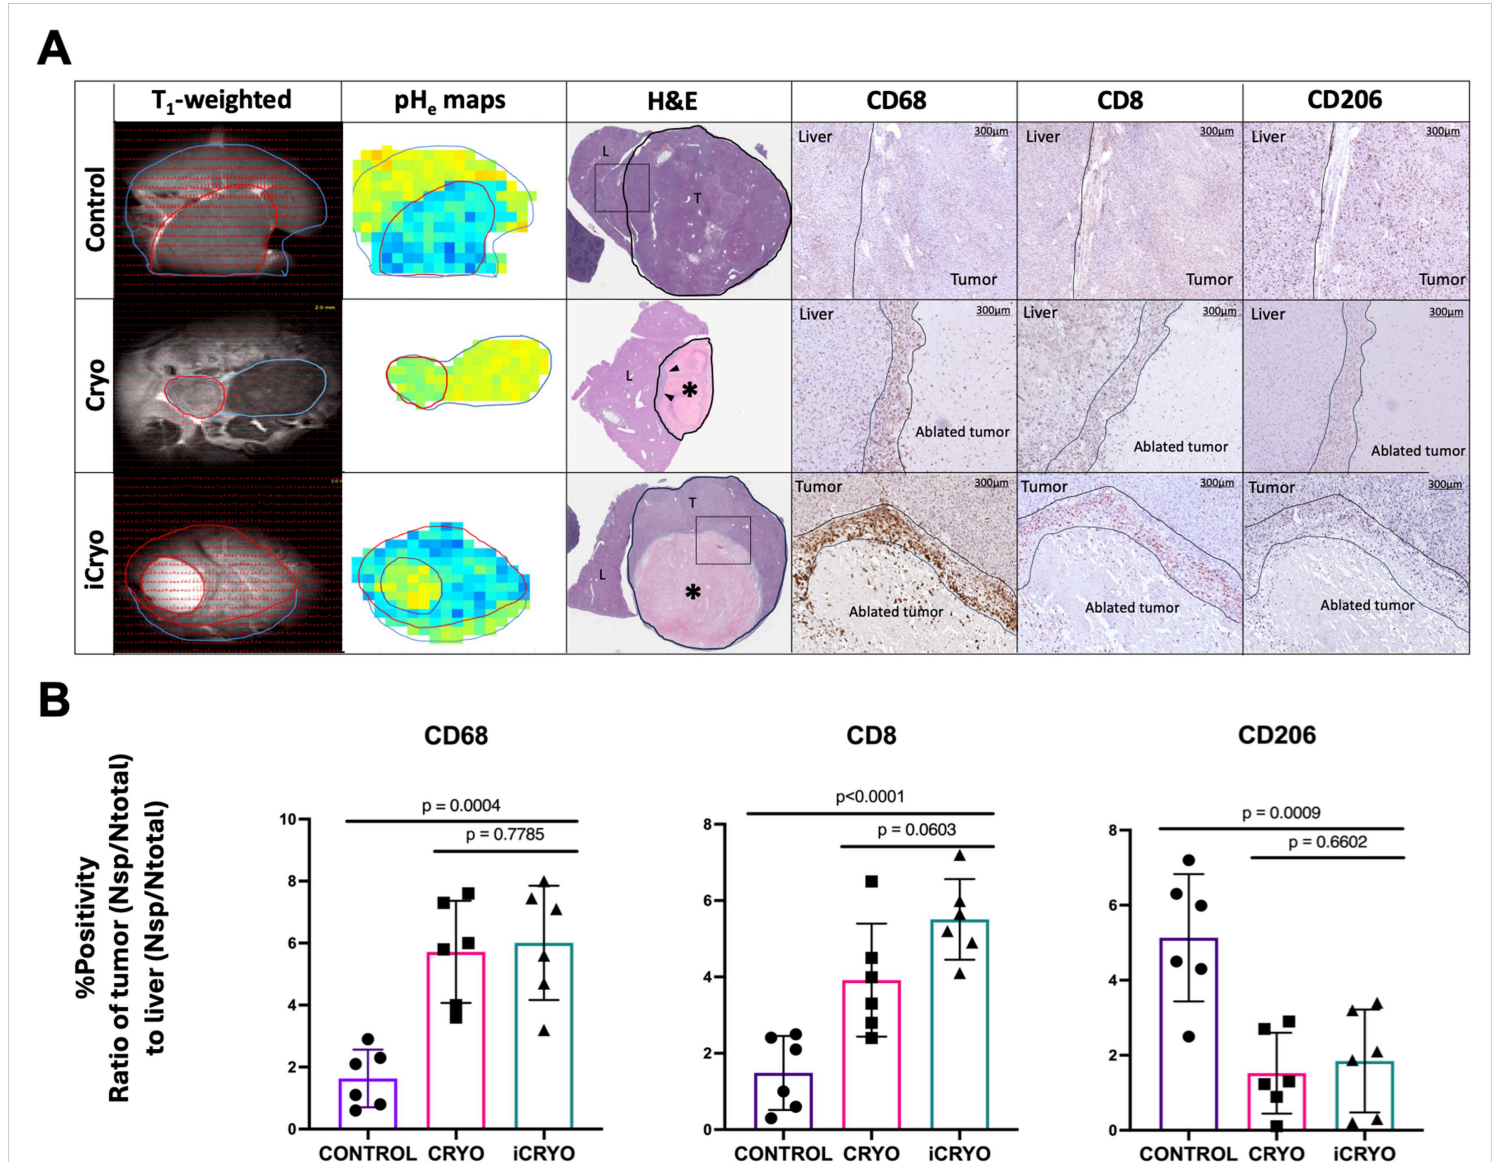 A
T1-weighted
pHe maps
H&E
CD68
CD8
CD206
Control
L
T
Liver
300µm
Tumor
Liver
300µm
Tumor
Liver
300µm
Tumor
Cryo
2.0 mm
L
*
Liver
300µm
Ablated tumor
Liver
300µm
Ablated tumor
Liver
300µm
Ablated tumor
iCryo
T
L
*
Tumor
300µm
Ablated tumor
Tumor
300µm
Ablated tumor
Tumor
300µm
Ablated tumor
B
%Positivity
Ratio of tumor (Nsp/Ntotal)
to liver (Nsp/Ntotal)
CD68
p = 0.0004
p = 0.7785
10
8
6
4
2
0
CONTROL CRYO iCRYO
CD8
p<0.0001
p = 0.0603
8
6
4
2
0
CONTROL CRYO iCRYO
CD206
p = 0.0009
p = 0.6602
8
6
4
2
0
CONTROL CRYO iCRYO